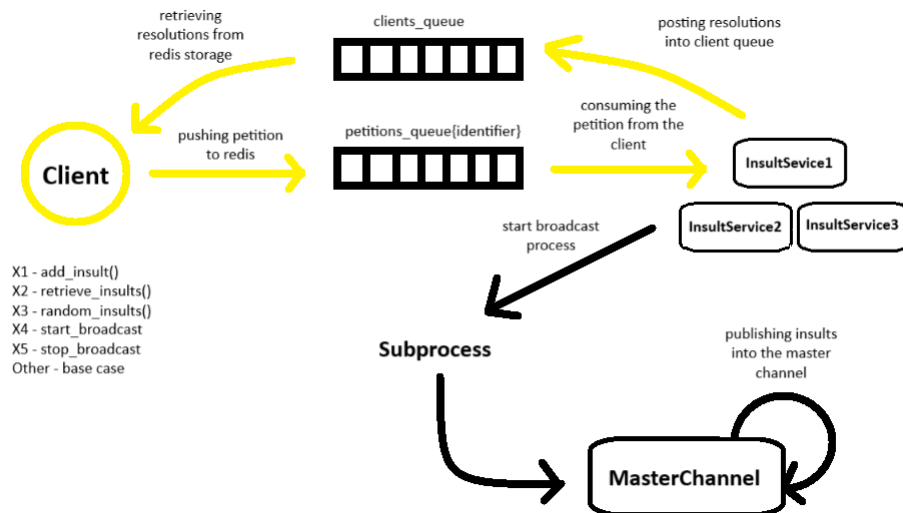 retrieving
resolutions from
redis storage
clients_queue
posting resolutions
into client queue
Client
pushing petition
to redis
petitions_queue{identifier}
consuming the
petition from the
client
InsultSevice1
InsultService2
InsultService3
start broadcast
process
X1 - add_insult()
X2 - retrieve_insults()
X3 - random_insults()
X4 - start_broadcast
X5 - stop_broadcast
Other - base case
Subprocess
publishing insults
into the master
channel
MasterChannel